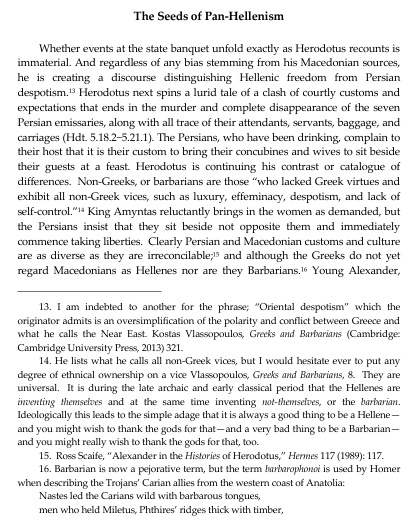 The Seeds of Pan-Hellenism
Whether events at the state banquet unfold exactly as Herodotus recounts is
immaterial. And regardless of any bias stemming from his Macedonian sources,
he is creating a discourse distinguishing Hellenic freedom from Persian
despotism.¹³ Herodotus next spins a lurid tale of a clash of courtly customs and
expectations that ends in the murder and complete disappearance of the seven
Persian emissaries, along with all trace of their attendants, servants, baggage, and
carriages (Hdt. 5.18.2–5.21.1). The Persians, who have been drinking, complain to
their host that it is their custom to bring their concubines and wives to sit beside
their guests at a feast. Herodotus is continuing his contrast or catalogue of
differences. Non-Greeks, or barbarians are those “who lacked Greek virtues and
exhibit all non-Greek vices, such as luxury, effeminacy, despotism, and lack of
self-control.”¹⁴ King Amyntas reluctantly brings in the women as demanded, but
the Persians insist that they sit beside not opposite them and immediately
commence taking liberties. Clearly Persian and Macedonian customs and culture
are as diverse as they are irreconcilable;¹⁵ and although the Greeks do not yet
regard Macedonians as Hellenes nor are they Barbarians.¹⁶ Young Alexander,
13. I am indebted to another for the phrase; “Oriental despotism” which the
originator admits is an oversimplification of the polarity and conflict between Greece and
what he calls the Near East. Kostas Vlassopoulos, Greeks and Barbarians (Cambridge:
Cambridge University Press, 2013) 321.
14. He lists what he calls all non-Greek vices, but I would hesitate ever to put any
degree of ethnical ownership on a vice Vlassopoulos, Greeks and Barbarians, 8. They are
universal. It is during the late archaic and early classical period that the Hellenes are
inventing themselves and at the same time inventing not-themselves, or the barbarian.
Ideologically this leads to the simple adage that it is always a good thing to be a Hellene—
and you might wish to thank the gods for that—and a very bad thing to be a Barbarian—
and you might really wish to thank the gods for that, too.
15. Ross Scaife, “Alexander in the Histories of Herodotus,” Hermes 117 (1989): 117.
16. Barbarian is now a pejorative term, but the term barbarophonoi is used by Homer
when describing the Trojans’ Carian allies from the western coast of Anatolia:
Nastes led the Carians wild with barbarous tongues,
men who held Miletus, Phthires’ ridges thick with timber,